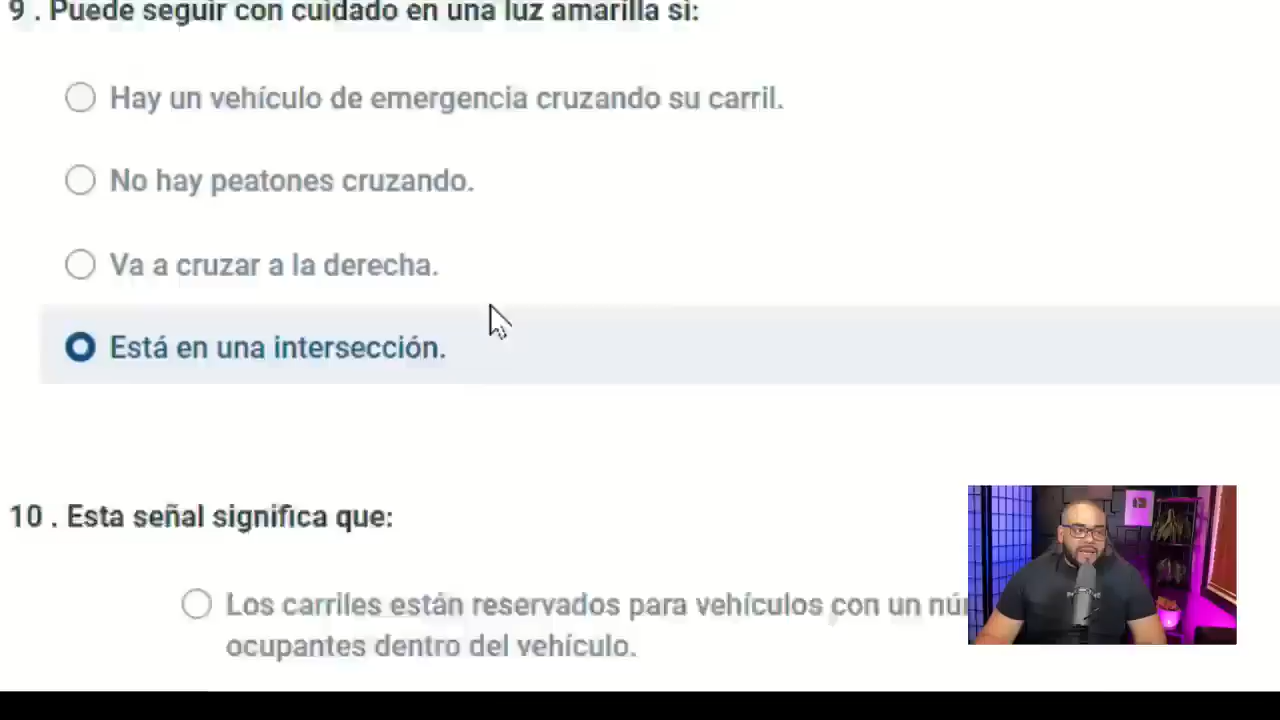 9 . Puede seguir con cuidado en una luz amarilla si:
Hay un vehículo de emergencia cruzando su carril.
No hay peatones cruzando.
Va a cruzar a la derecha.
Está en una intersección.
10 . Esta señal significa que:
Los carriles están reservados para vehículos con un
ocupantes dentro del vehículo.